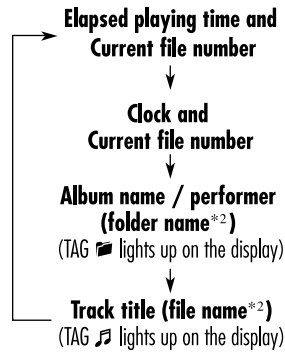 Elapsed playing time and
Current file number
Clock and
Current file number
Album name / performer
(folder name*2)
(TAG 📁 lights up on the display)
Track title (file name*2)
(TAG ♫ lights up on the display)